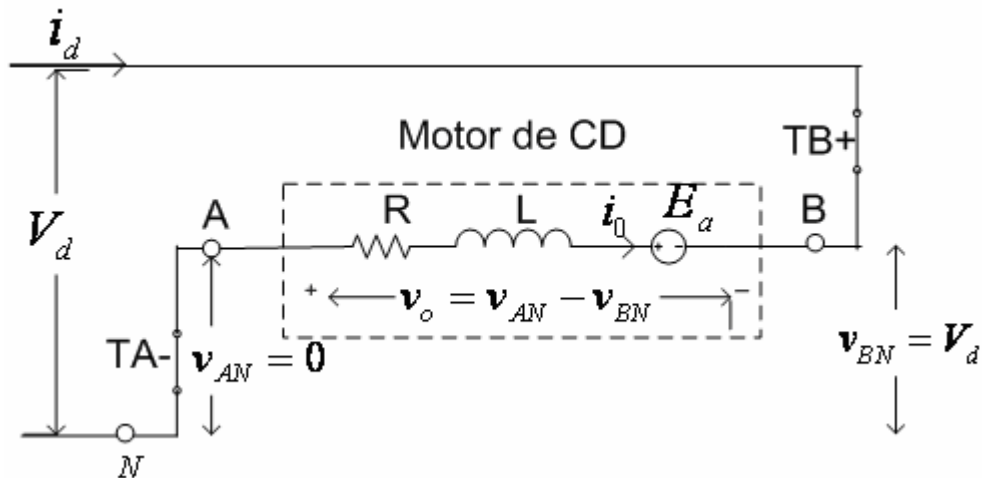 i_d
Motor de CD
TB+
V_d
A
R
L
i_0
E_a
B
+
-
+
v_o = v_AN − v_BN
−
TA-
v_AN = 0
v_BN = V_d
N